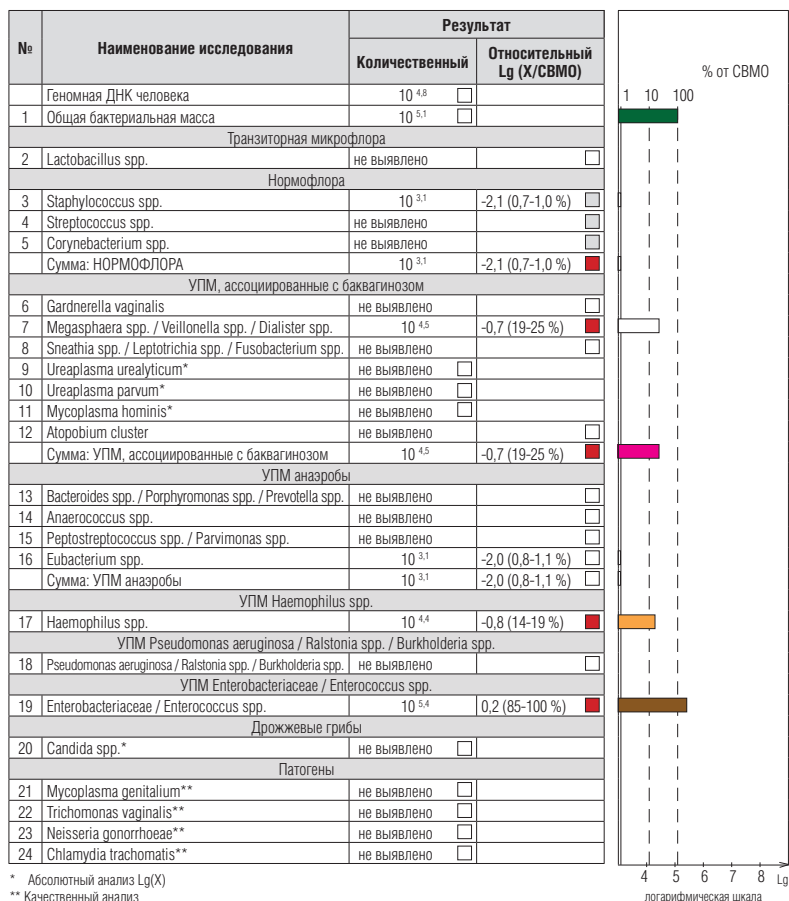 № Наименование исследования Результат
Количественный Относительный Lg (Х/СВМО)
% от СВМО
Геномная ДНК человека 10 4,8
1 10 100
1 Общая бактериальная масса 10 5,1
Транзиторная микрофлора
2 Lactobacillus spp. не выявлено
Нормофлора
3 Staphylococcus spp. 10 3,1 -2,1 (0,7-1,0 %)
4 Streptococcus spp. не выявлено
5 Corynebacterium spp. не выявлено
Сумма: НОРМОФЛОРА 10 3,1 -2,1 (0,7-1,0 %)
УПМ, ассоциированные с баквагинозом
6 Gardnerella vaginalis не выявлено
7 Megasphaera spp. / Veillonella spp. / Dialister spp. 10 4,5 -0,7 (19-25 %)
8 Sneathia spp. / Leptotrichia spp. / Fusobacterium spp. не выявлено
9 Ureaplasma urealyticum* не выявлено
10 Ureaplasma parvum* не выявлено
11 Mycoplasma hominis* не выявлено
12 Atopobium cluster не выявлено
Сумма: УПМ, ассоциированные с баквагинозом 10 4,5 -0,7 (19-25 %)
УПМ анаэробы
13 Bacteroides spp. / Porphyromonas spp. / Prevotella spp. не выявлено
14 Anaerococcus spp. не выявлено
15 Peptostreptococcus spp. / Parvimonas spp. не выявлено
16 Eubacterium spp. 10 3,1 -2,0 (0,8-1,1 %)
Сумма: УПМ анаэробы 10 3,1 -2,0 (0,8-1,1 %)
УПМ Haemophilus spp.
17 Haemophilus spp. 10 4,4 -0,8 (14-19 %)
УПМ Pseudomonas aeruginosa / Ralstonia spp. / Burkholderia spp.
18 Pseudomonas aeruginosa / Ralstonia spp. / Burkholderia spp. не выявлено
УПМ Enterobacteriaceae / Enterococcus spp.
19 Enterobacteriaceae / Enterococcus spp. 10 5,4 0,2 (85-100 %)
Дрожжевые грибы
20 Candida spp.* не выявлено
Патогены
21 Mycoplasma genitalium** не выявлено
22 Trichomonas vaginalis** не выявлено
23 Neisseria gonorrhoeae** не выявлено
24 Chlamydia trachomatis** не выявлено
4 5 6 7 8 Lg
* Абсолютный анализ Lg(X)
** Качественный анализ
логарифмическая шкала